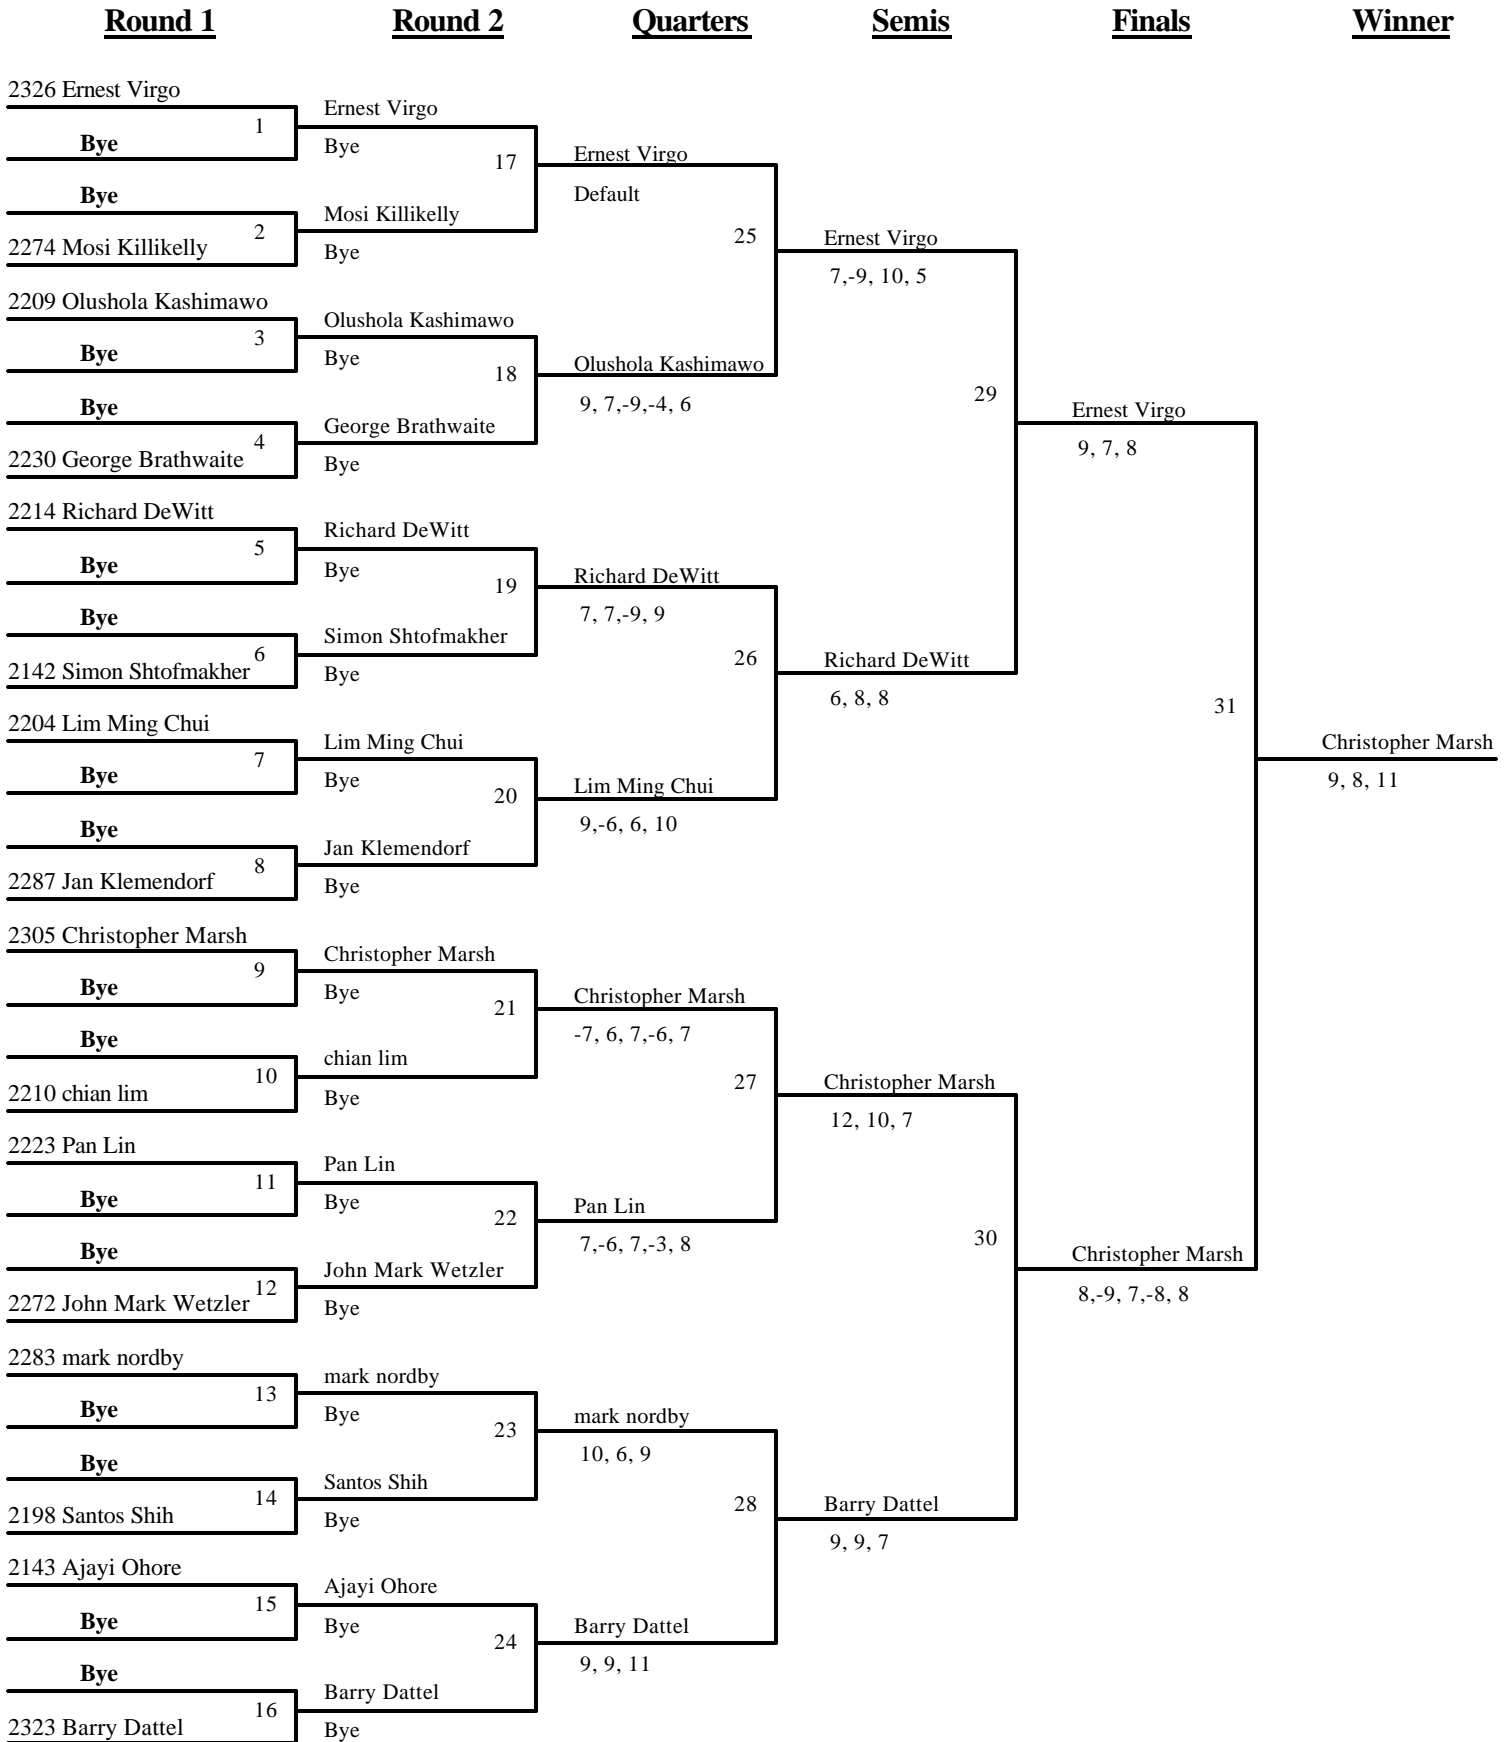 Round 1 Round 2 Quarters Semis Finals Winner
2326 Ernest Virgo
1
Bye
Bye
2
2274 Mosi Killikelly
2209 Olushola Kashimawo
3
Bye
Bye
4
2230 George Brathwaite
2214 Richard DeWitt
5
Bye
Bye
6
2142 Simon Shtofmakher
2204 Lim Ming Chui
7
Bye
Bye
8
2287 Jan Klemendorf
2305 Christopher Marsh
9
Bye
Bye
10
2210 chian lim
2223 Pan Lin
11
Bye
Bye
12
2272 John Mark Wetzler
2283 mark nordby
13
Bye
Bye
14
2198 Santos Shih
2143 Ajayi Ohore
15
Bye
Bye
16
2323 Barry Dattel
Ernest Virgo
Bye
17
Mosi Killikelly
Bye
Olushola Kashimawo
Bye
18
George Brathwaite
Bye
Richard DeWitt
Bye
19
Simon Shtofmakher
Bye
Lim Ming Chui
Bye
20
Jan Klemendorf
Bye
Christopher Marsh
Bye
21
chian lim
Bye
Pan Lin
Bye
22
John Mark Wetzler
Bye
mark nordby
Bye
23
Santos Shih
Bye
Ajayi Ohore
Bye
24
Barry Dattel
Bye
Ernest Virgo
Default
25
Olushola Kashimawo
9, 7,-9,-4, 6
Richard DeWitt
7, 7,-9, 9
26
Lim Ming Chui
9,-6, 6, 10
Christopher Marsh
-7, 6, 7,-6, 7
27
Pan Lin
7,-6, 7,-3, 8
mark nordby
10, 6, 9
28
Barry Dattel
9, 9, 11
Ernest Virgo
7,-9, 10, 5
29
Richard DeWitt
6, 8, 8
Christopher Marsh
12, 10, 7
30
Barry Dattel
9, 9, 7
Ernest Virgo
9, 7, 8
31
Christopher Marsh
8,-9, 7,-8, 8
Christopher Marsh
9, 8, 11